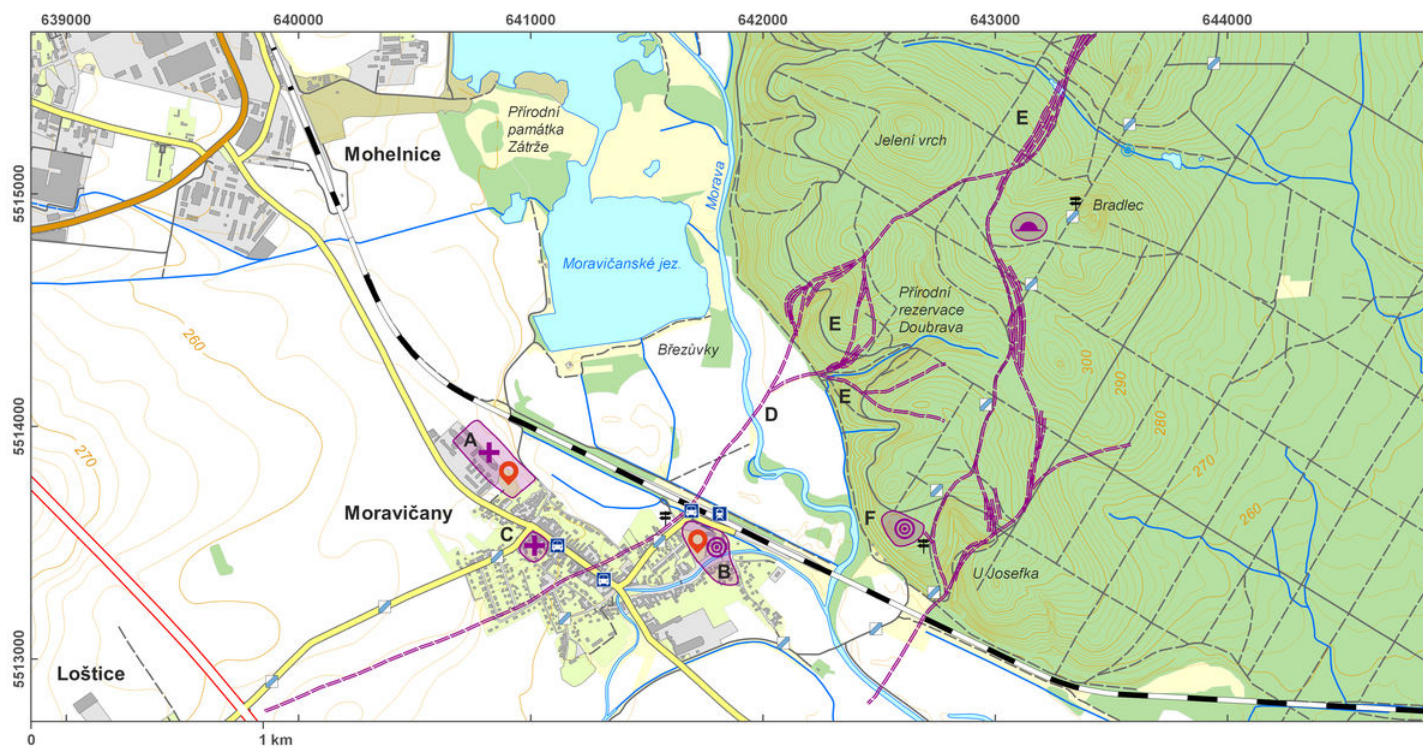 639000
640000
641000
642000
643000
644000
E
Přírodní
památka
Zátrže
Jelení vrch
Mohelnice
Morava
5515000
Bradlec
Moravičanské jez.
Přírodní
rezervace
Doubrava
260
E
Březůvky
300
290
E
D
280
5514000
A
270
270
Moravičany
F
260
C
B
U Josefka
5513000
Loštice
0
1 km